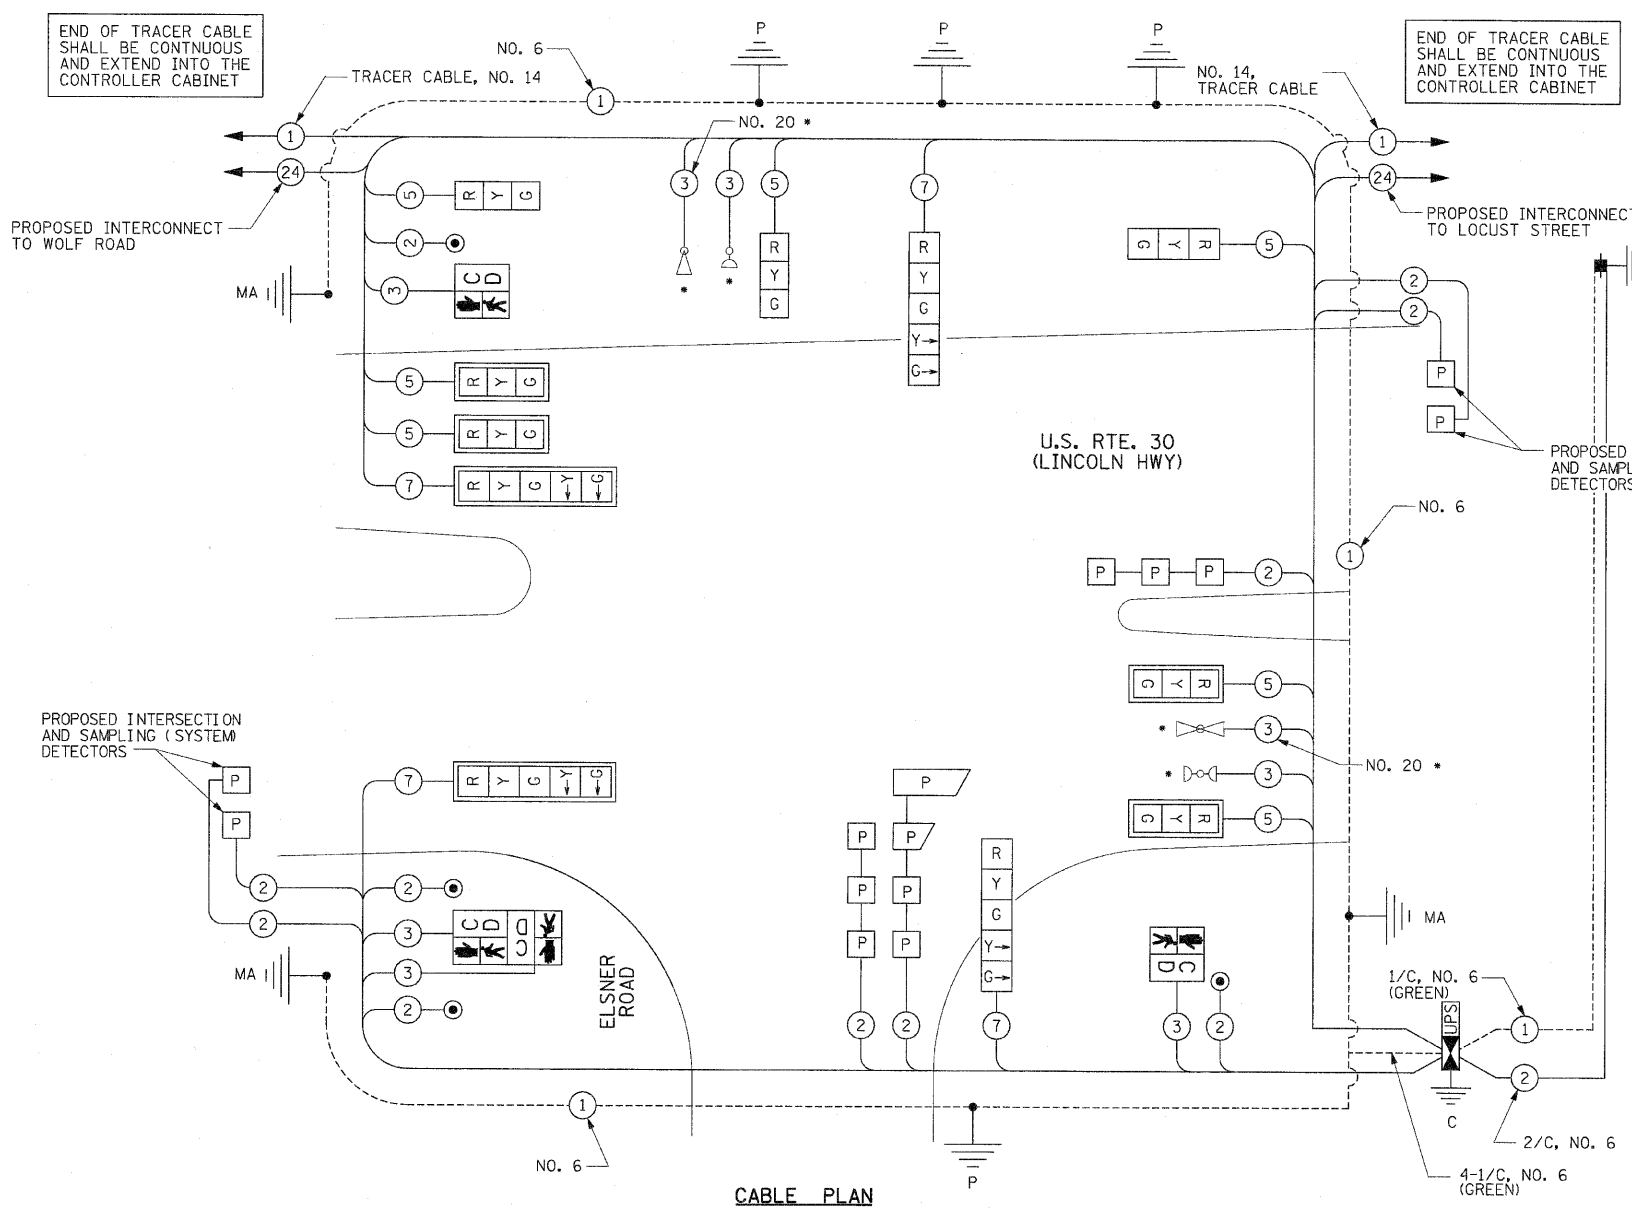 END OF TRACER CABLE
SHALL BE CONTNUOUS
AND EXTEND INTO THE
CONTROLLER CABINET
NO. 6
TRACER CABLE, NO. 14
P
P
P
NO. 14,
TRACER CABLE
END OF TRACER CABLE
SHALL BE CONTNUOUS
AND EXTEND INTO THE
CONTROLLER CABINET
1
1
NO. 20 *
1
24
3
3
5
7
24
PROPOSED INTERCONNECT
TO WOLF ROAD
5
R Y G
PROPOSED INTERCONNECT
TO LOCUST STREET
2
R
Y
G
R
Y
G
Y
G
R Y G
5
MA
3
C D
*
*
2
2
5
R Y G
P
P
5
R Y G
U.S. RTE. 30
(LINCOLN HWY)
PROPOSED
AND SAMPL
DETECTORS
7
R Y G Y G
NO. 6
1
P P P 2
R Y G
5
PROPOSED INTERSECTION
AND SAMPLING (SYSTEM)
DETECTORS
*
3
NO. 20 *
*
3
P
P
7
R Y G Y G
P
P
P
P
P
P
P
R Y G
5
R
Y
G
Y
G
2
2
2
3
C D
C D
3
2
MA
ELSNER
ROAD
C D
MA
2
2
7
3
2
1/C, NO. 6
(GREEN)
UPS
1
2
C
1
NO. 6
P
2/C, NO. 6
4-1/C, NO. 6
(GREEN)
CABLE PLAN